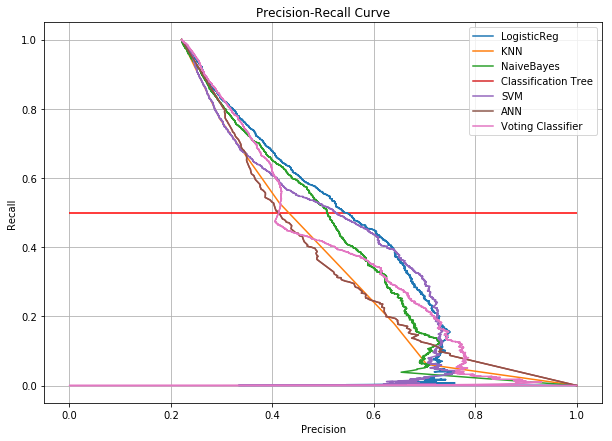 Precision-Recall Curve
LogisticReg
KNN
NaiveBayes
Classification Tree
SVM
ANN
Voting Classifier
Recall
1.0
0.8
0.6
0.4
0.2
0.0
0.0 0.2 0.4 0.6 0.8 1.0
Precision